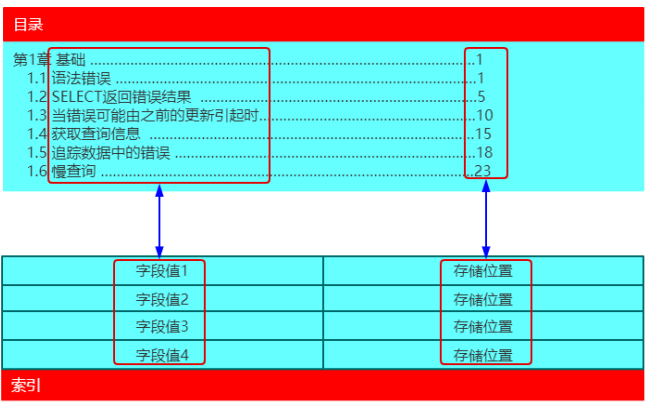 目录
第1章 基础 ................................................................................1
1.1 语法错误 ...........................................................................1
1.2 SELECT返回错误结果 .........................................................5
1.3 当错误可能由之前的更新引起时..............................................10
1.4 获取查询信息 .....................................................................15
1.5 追踪数据中的错误 ...............................................................18
1.6 慢查询 ..............................................................................23
字段值1 存储位置
字段值2 存储位置
字段值3 存储位置
字段值4 存储位置
索引